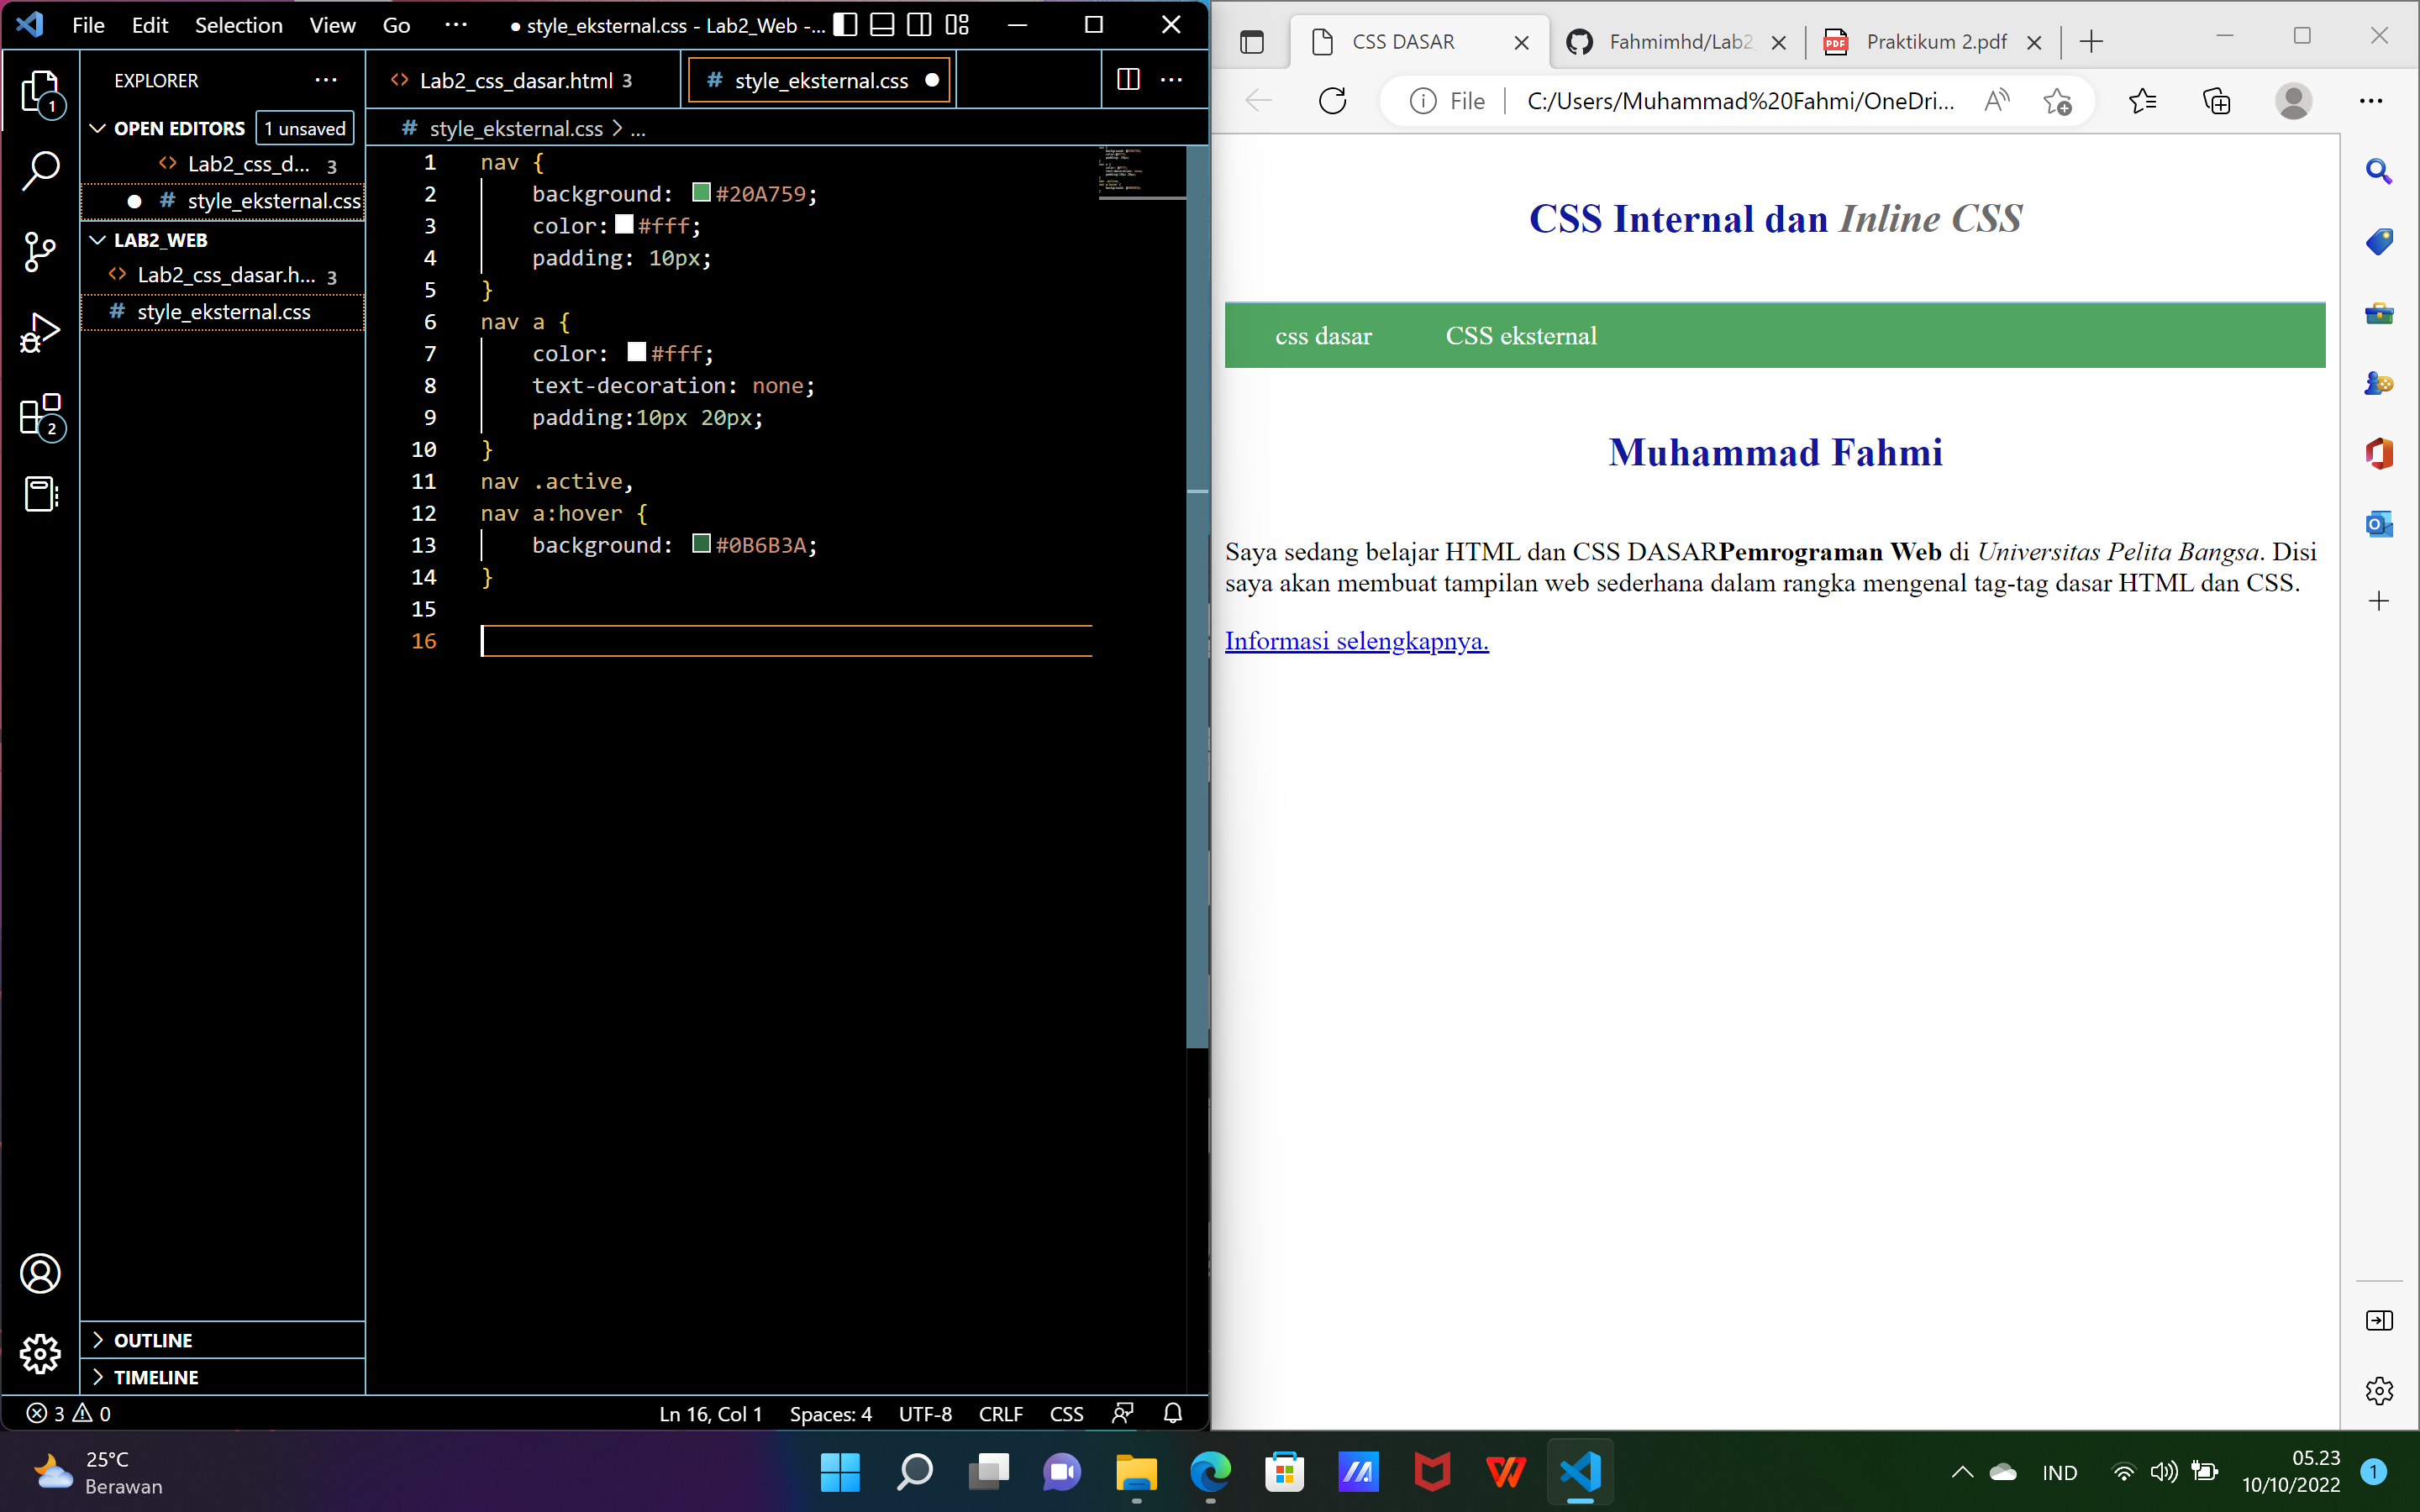 File Edit Selection View Go ··· ● style_eksternal.css - Lab2_Web -...
EXPLORER ···
OPEN EDITORS 1 unsaved
Lab2_css_d... 3
● # style_eksternal.css
LAB2_WEB
Lab2_css_dasar.h... 3
# style_eksternal.css
OUTLINE
TIMELINE
1
2
<> Lab2_css_dasar.html 3 # style_eksternal.css ● ···
# style_eksternal.css > ...
1 nav {
2 background: #20A759;
3 color: #fff;
4 padding: 10px;
5 }
6 nav a {
7 color: #fff;
8 text-decoration: none;
9 padding:10px 20px;
10 }
11 nav .active,
12 nav a:hover {
13 background: #0B6B3A;
14 }
15
16
3 0 Ln 16, Col 1 Spaces: 4 UTF-8 CRLF CSS
CSS DASAR Fahmimhd/Lab2 PDF Praktikum 2.pdf
File C:/Users/Muhammad%20Fahmi/OneDri... ···
CSS Internal dan Inline CSS
css dasar CSS eksternal
Muhammad Fahmi
Saya sedang belajar HTML dan CSS DASARPemrograman Web di Universitas Pelita Bangsa. Disi
saya akan membuat tampilan web sederhana dalam rangka mengenal tag-tag dasar HTML dan CSS.
Informasi selengkapnya.
25°C
Berawan
IND
05.23
10/10/2022
1